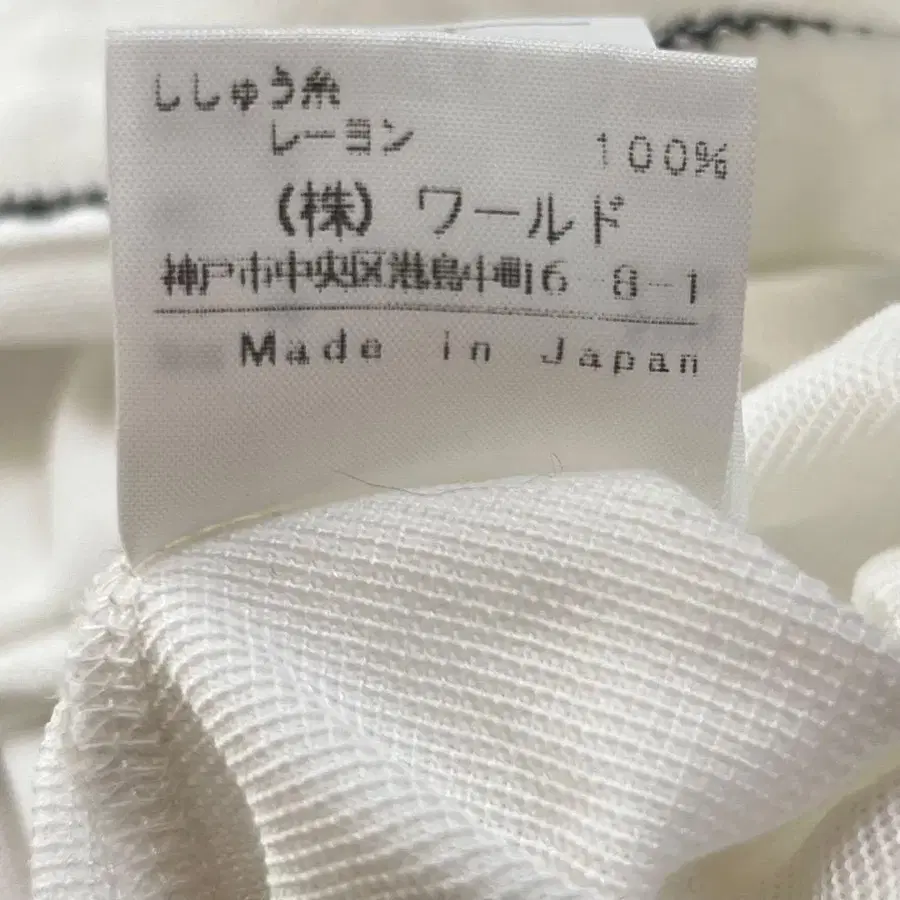 ししゅう糸
レーヨン 100%
(株) ワールド
神戸市中央区港島中町6 8-1
Made in Japan